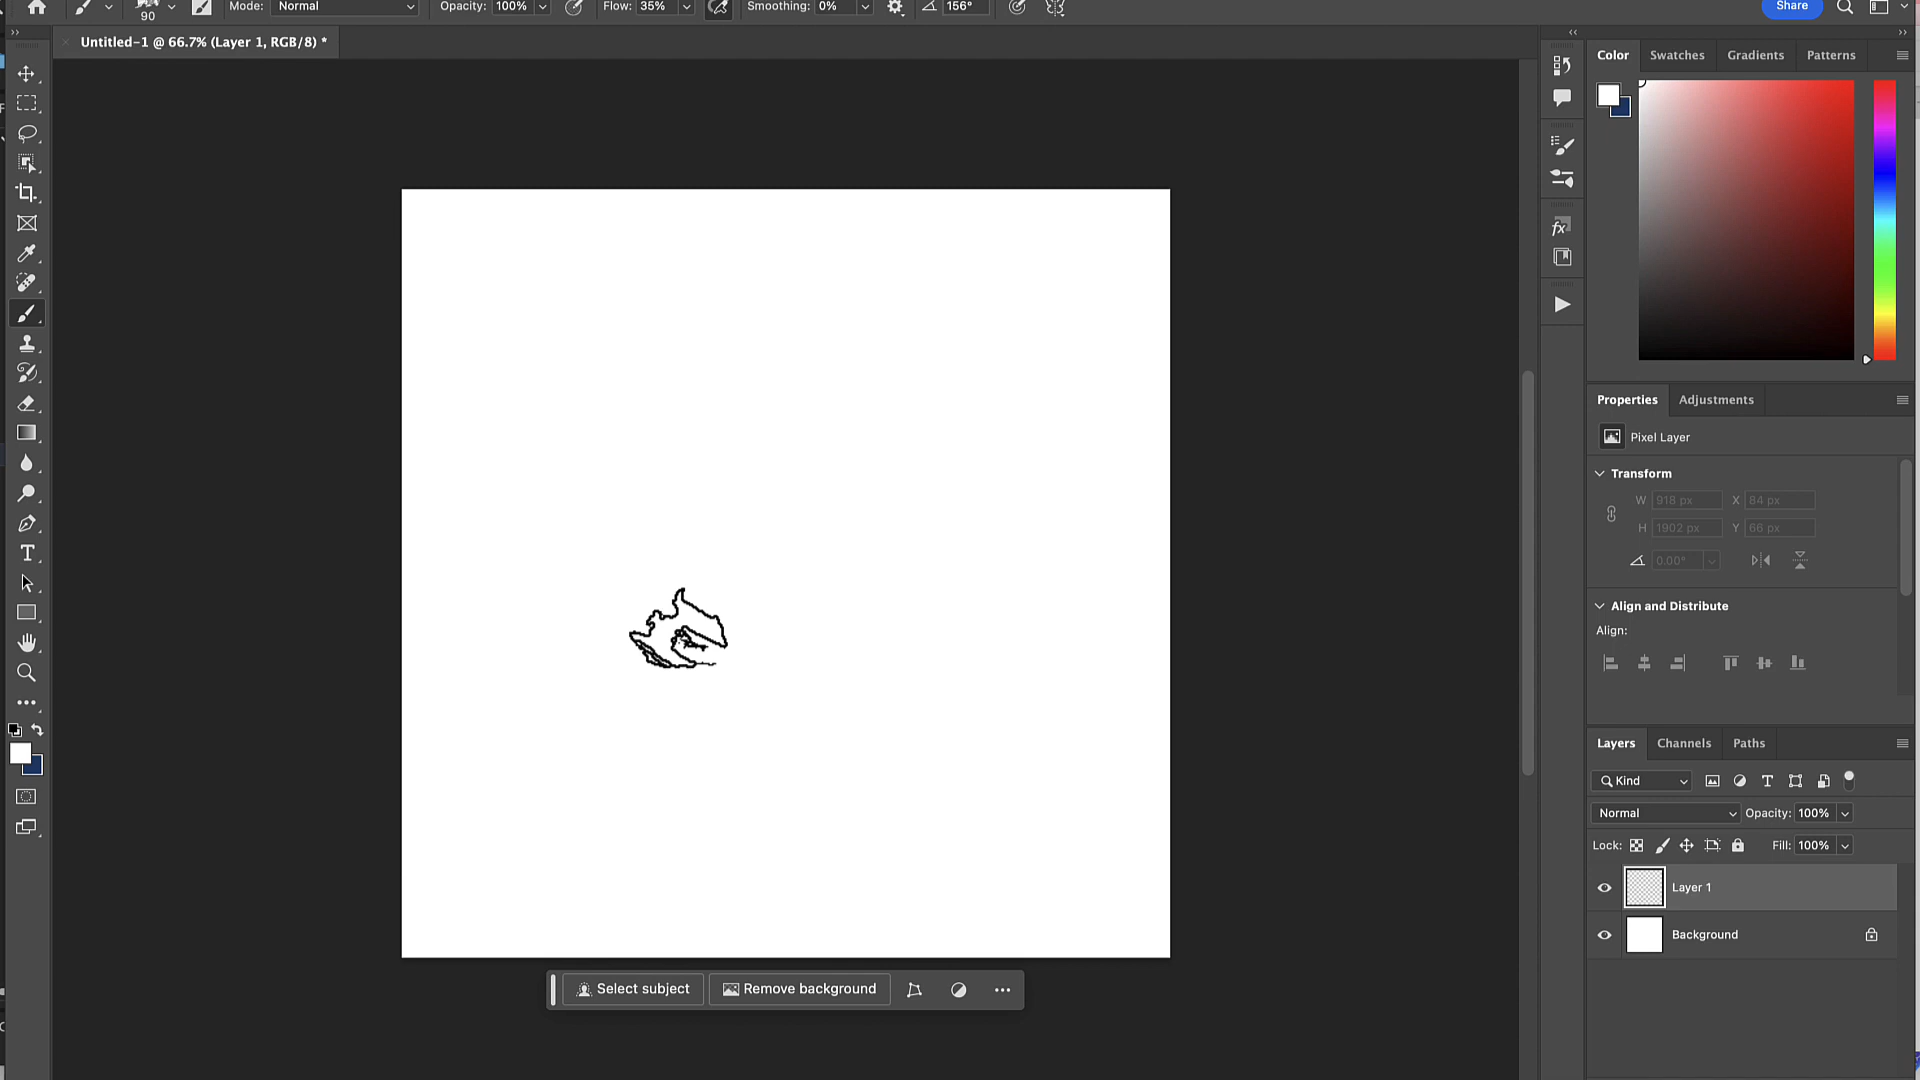 90
Mode: Normal
Opacity: 100%
Flow: 35%
Smoothing: 0%
156°
Share
Untitled-1 @ 66.7% (Layer 1, RGB/8) *
Color Swatches Gradients Patterns
Properties Adjustments
Pixel Layer
Transform
W 918 px X 84 px
H 1902 px Y 66 px
0.00°
Align and Distribute
Align:
Layers Channels Paths
Kind
Normal Opacity: 100%
Lock: Fill: 100%
Layer 1
Background
Select subject Remove background